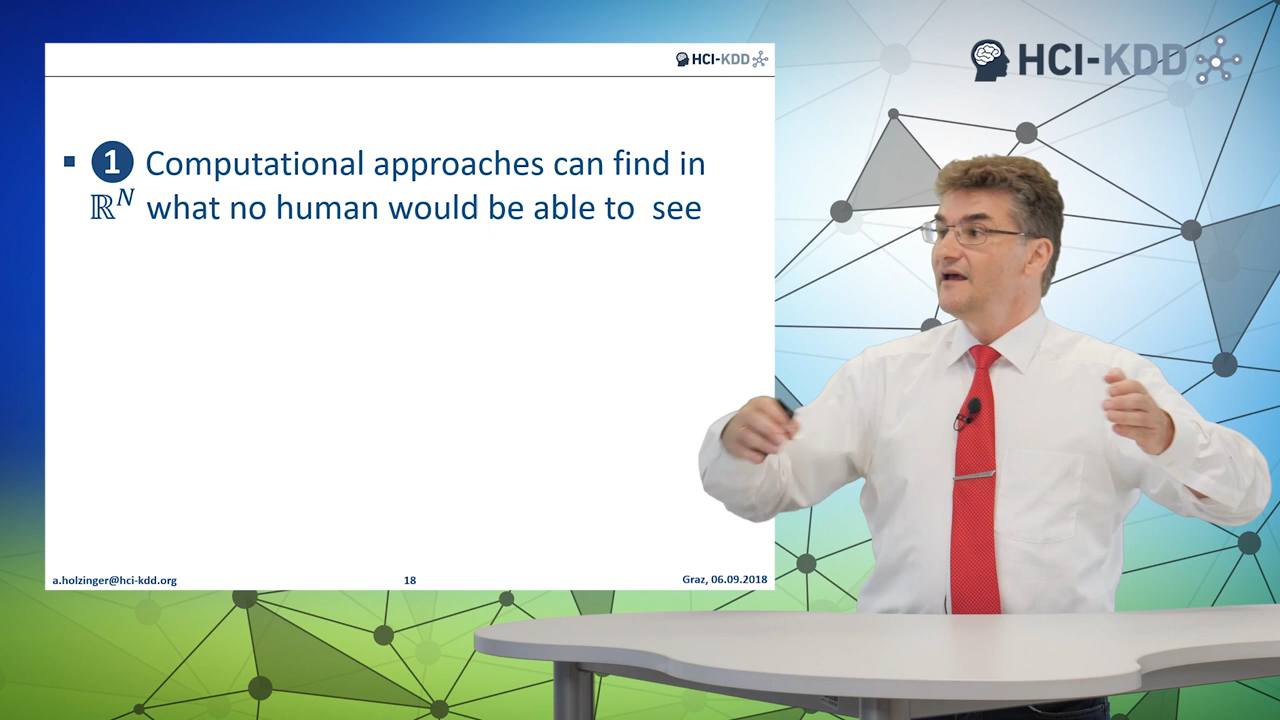 HCI-KDD
HCI-KDD
1 Computational approaches can find in
ℝᴺ what no human would be able to see
a.holzinger@hci-kdd.org 18 Graz, 06.09.2018